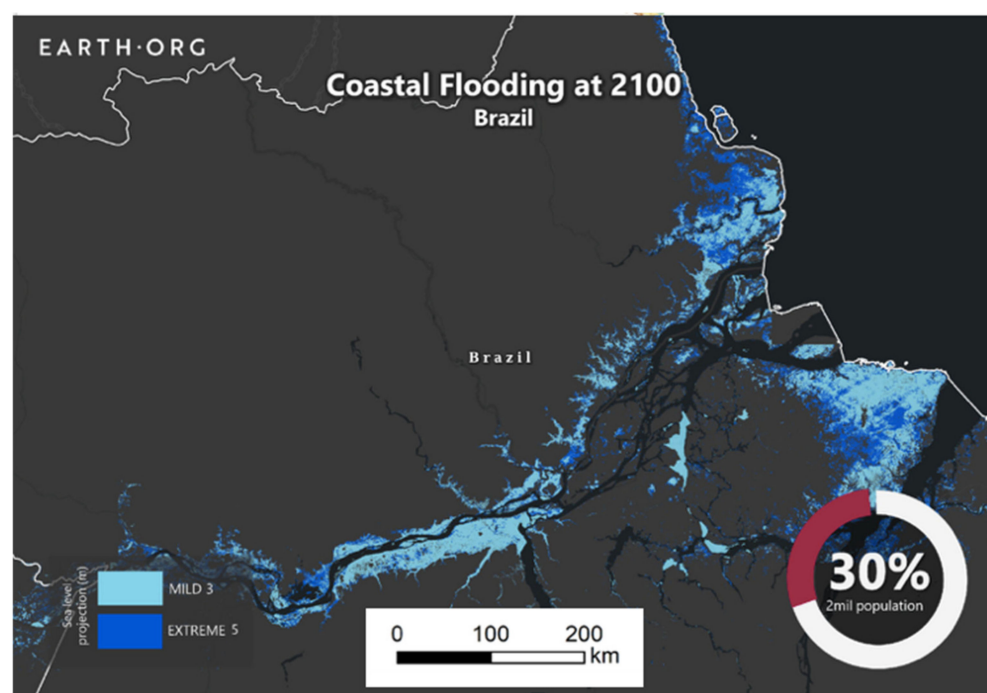 EARTH·ORG
Coastal Flooding at 2100
Brazil
Brazil
Sea level
projection (m)
MILD 3
EXTREME 5
0 100 200
km
30%
2mil population